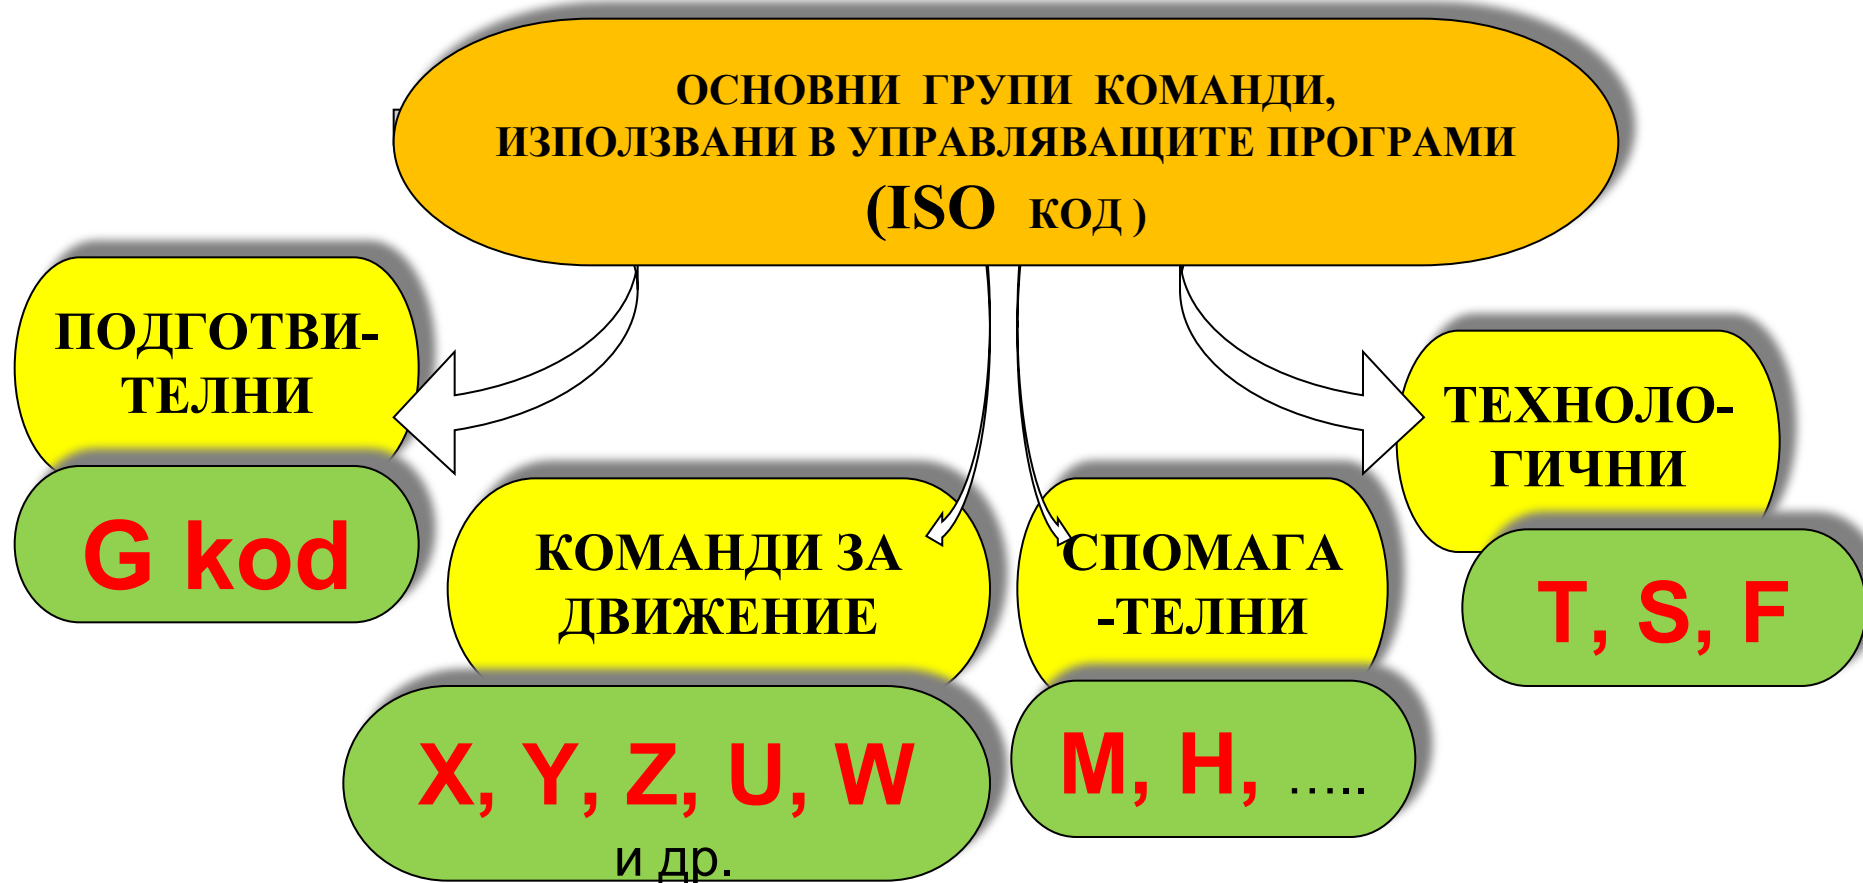 ОСНОВНИ ГРУПИ КОМАНДИ,
ИЗПОЛЗВАНИ В УПРАВЛЯВАЩИТЕ ПРОГРАМИ
(ISO КОД )
ПОДГОТВИ-
ТЕЛНИ
G kod
КОМАНДИ ЗА
ДВИЖЕНИЕ
X, Y, Z, U, W
и др.
СПОМАГА
-ТЕЛНИ
M, H, …..
ТЕХНОЛО-
ГИЧНИ
T, S, F